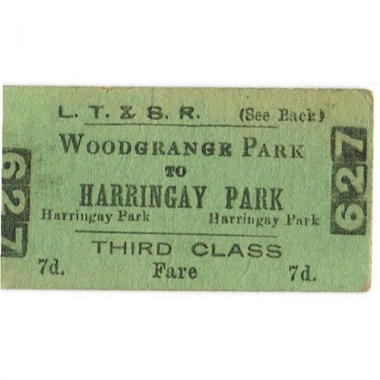 L. T. & S. R. (See Back)
WOODGRANGE PARK
TO
HARRINGAY PARK
Harringay Park Harringay Park
THIRD CLASS
7d. Fare 7d.
627
627